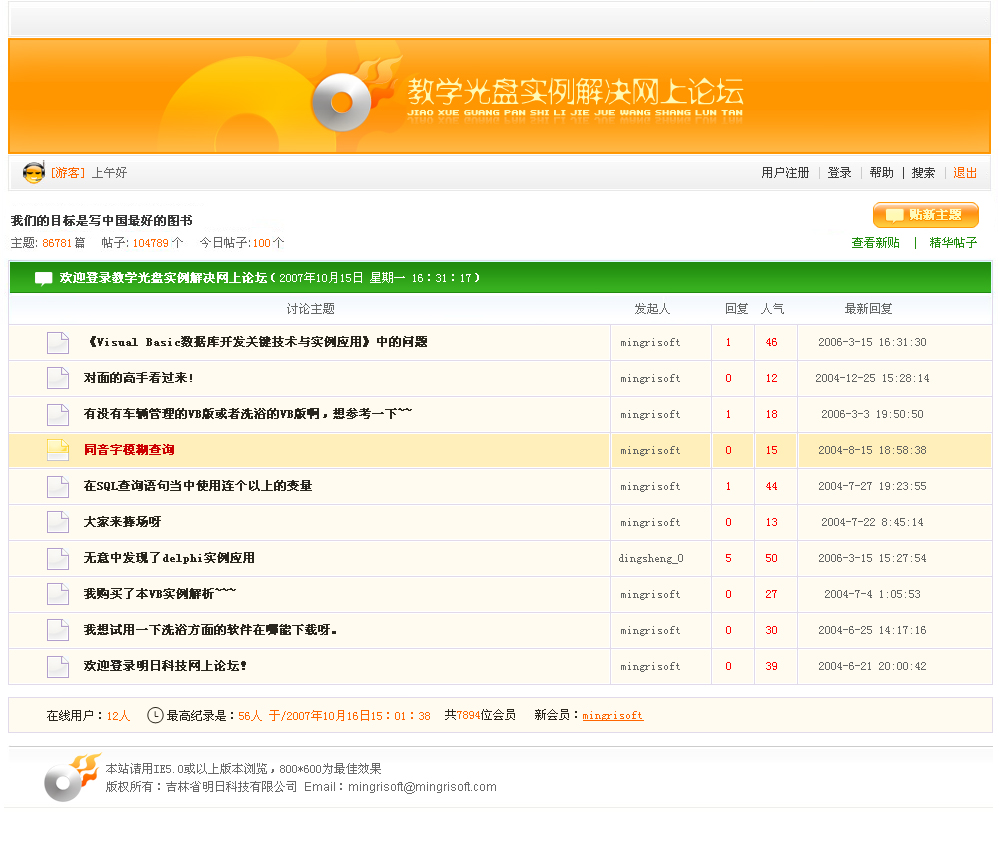 教学光盘实例解决网上论坛
JIAO XUE GUANG PAN SHI LI JIE JUE WANG SHANG LUN TAN
[游客] 上午好 用户注册 | 登录 | 帮助 | 搜索 | 退出
我们的目标是写中国最好的图书 贴新主题
主题: 86781篇 帖子: 104789 个 今日帖子:100 个 查看新贴 | 精华帖子
欢迎登录教学光盘实例解决网上论坛 ( 2007年10月15日 星期一 16：31：17 )
讨论主题 发起人 回复 人气 最新回复
《Visual Basic数据库开发关键技术与实例应用》中的问题 mingrisoft 1 46 2006-3-15 16:31:30
对面的高手看过来! mingrisoft 0 12 2004-12-25 15:28:14
有没有车辆管理的VB版或者洗浴的VB版啊，想参考一下~~ mingrisoft 1 18 2006-3-3 19:50:50
同音字模糊查询 mingrisoft 0 15 2004-8-15 18:58:38
在SQL查询语句当中使用连个以上的变量 mingrisoft 1 44 2004-7-27 19:23:55
大家来捧场呀 mingrisoft 0 13 2004-7-22 8:45:14
无意中发现了delphi实例应用 dingsheng_0 5 50 2006-3-15 15:27:54
我购买了本VB实例解析~~~ mingrisoft 0 27 2004-7-4 1:05:53
我想试用一下洗浴方面的软件在哪能下载呀。 mingrisoft 0 30 2004-6-25 14:17:16
欢迎登录明日科技网上论坛! mingrisoft 0 39 2004-6-21 20:00:42
在线用户：12人 最高纪录是：56人 于/2007年10月16日15：01：38 共7894位会员 新会员：mingrisoft
本站请用IE5.0或以上版本浏览，800*600为最佳效果
版权所有：吉林省明日科技有限公司 Email：mingrisoft@mingrisoft.com